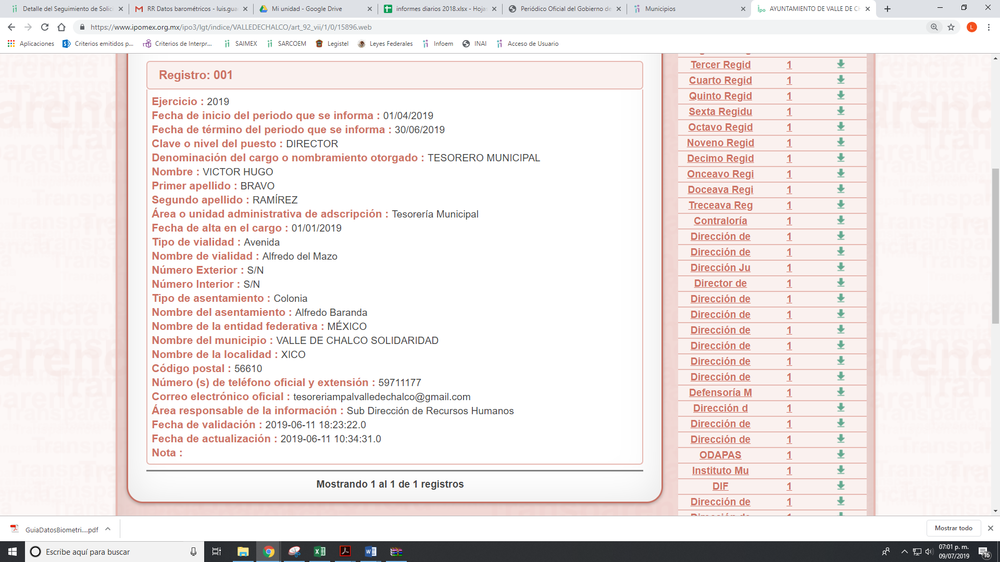 Detalle del Seguimiento de Solici
RR Datos barométricos - luis.gua
Mi unidad - Google Drive
informes diarios 2018.xlsx - Hoja
Periódico Oficial del Gobierno de
Municipios
AYUNTAMIENTO DE VALLE DE CH
https://www.ipomex.org.mx/ipo3/lgt/indice/VALLEDECHALCO/art_92_vii/1/0/15896.web
L
Aplicaciones
Criterios emitidos p...
Criterios de Interpr...
SAIMEX
SARCOEM
Legistel
Leyes Federales
Infoem
INAI
Acceso de Usuario
Registro: 001
Ejercicio : 2019
Fecha de inicio del periodo que se informa : 01/04/2019
Fecha de término del periodo que se informa : 30/06/2019
Clave o nivel del puesto : DIRECTOR
Denominación del cargo o nombramiento otorgado : TESORERO MUNICIPAL
Nombre : VICTOR HUGO
Primer apellido : BRAVO
Segundo apellido : RAMÍREZ
Área o unidad administrativa de adscripción : Tesorería Municipal
Fecha de alta en el cargo : 01/01/2019
Tipo de vialidad : Avenida
Nombre de vialidad : Alfredo del Mazo
Número Exterior : S/N
Número Interior : S/N
Tipo de asentamiento : Colonia
Nombre del asentamiento : Alfredo Baranda
Nombre de la entidad federativa : MÉXICO
Nombre del municipio : VALLE DE CHALCO SOLIDARIDAD
Nombre de la localidad : XICO
Código postal : 56610
Número (s) de teléfono oficial y extensión : 59711177
Correo electrónico oficial : tesoreriampalvalledechalco@gmail.com
Área responsable de la información : Sub Dirección de Recursos Humanos
Fecha de validación : 2019-06-11 18:23:22.0
Fecha de actualización : 2019-06-11 10:34:31.0
Nota :
Mostrando 1 al 1 de 1 registros
Tercer Regid 1
Cuarto Regid 1
Quinto Regid 1
Sexta Regidu 1
Octavo Regid 1
Noveno Regid 1
Decimo Regid 1
Onceavo Regi 1
Doceava Regi 1
Treceava Reg 1
Contraloría 1
Dirección de 1
Dirección de 1
Dirección Ju 1
Director de 1
Dirección de 1
Dirección de 1
Dirección de 1
Dirección de 1
Dirección de 1
Dirección de 1
Defensoría M 1
Dirección d 1
Dirección de 1
Dirección de 1
ODAPAS 1
Instituto Mu 1
DIF 1
Dirección de 1
GuiaDatosBiometri....pdf
Mostrar todo
Escribe aquí para buscar
07:01 p. m.
09/07/2019
16